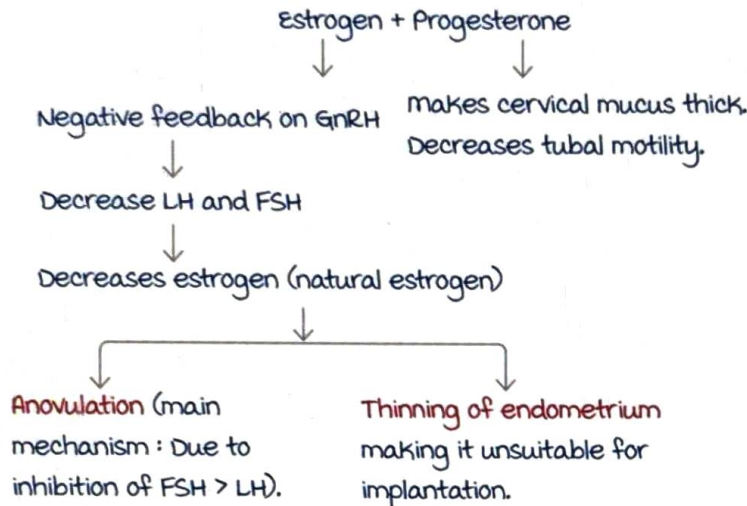 Estrogen + Progesterone
Negative feedback on GnRH
makes cervical mucus thick.
Decreases tubal motility.
Decrease LH and FSH
Decreases estrogen (natural estrogen)
Anovulation (main
mechanism : Due to
inhibition of FSH > LH).
Thinning of endometrium
making it unsuitable for
implantation.